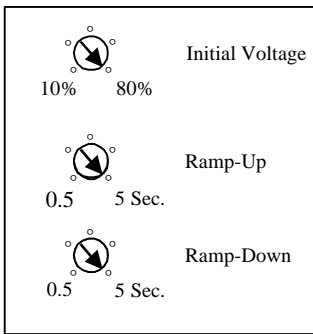 Initial Voltage
10% 80%
Ramp-Up
0.5 5 Sec.
Ramp-Down
0.5 5 Sec.